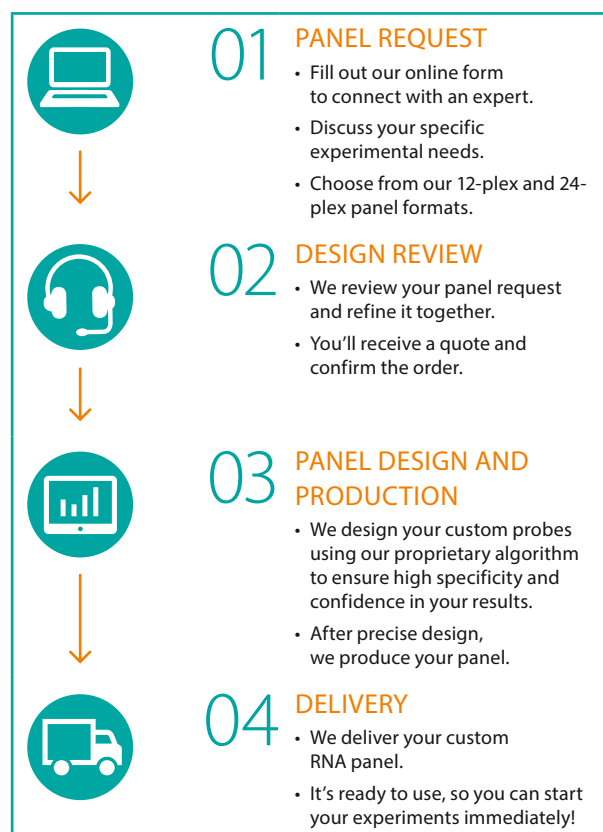 01
PANEL REQUEST
• Fill out our online form
to connect with an expert.
• Discuss your specific
experimental needs.
• Choose from our 12-plex and 24-
plex panel formats.
02
DESIGN REVIEW
• We review your panel request
and refine it together.
• You’ll receive a quote and
confirm the order.
03
PANEL DESIGN AND
PRODUCTION
• We design your custom probes
using our proprietary algorithm
to ensure high specificity and
confidence in your results.
• After precise design,
we produce your panel.
04
DELIVERY
• We deliver your custom
RNA panel.
• It’s ready to use, so you can start
your experiments immediately!